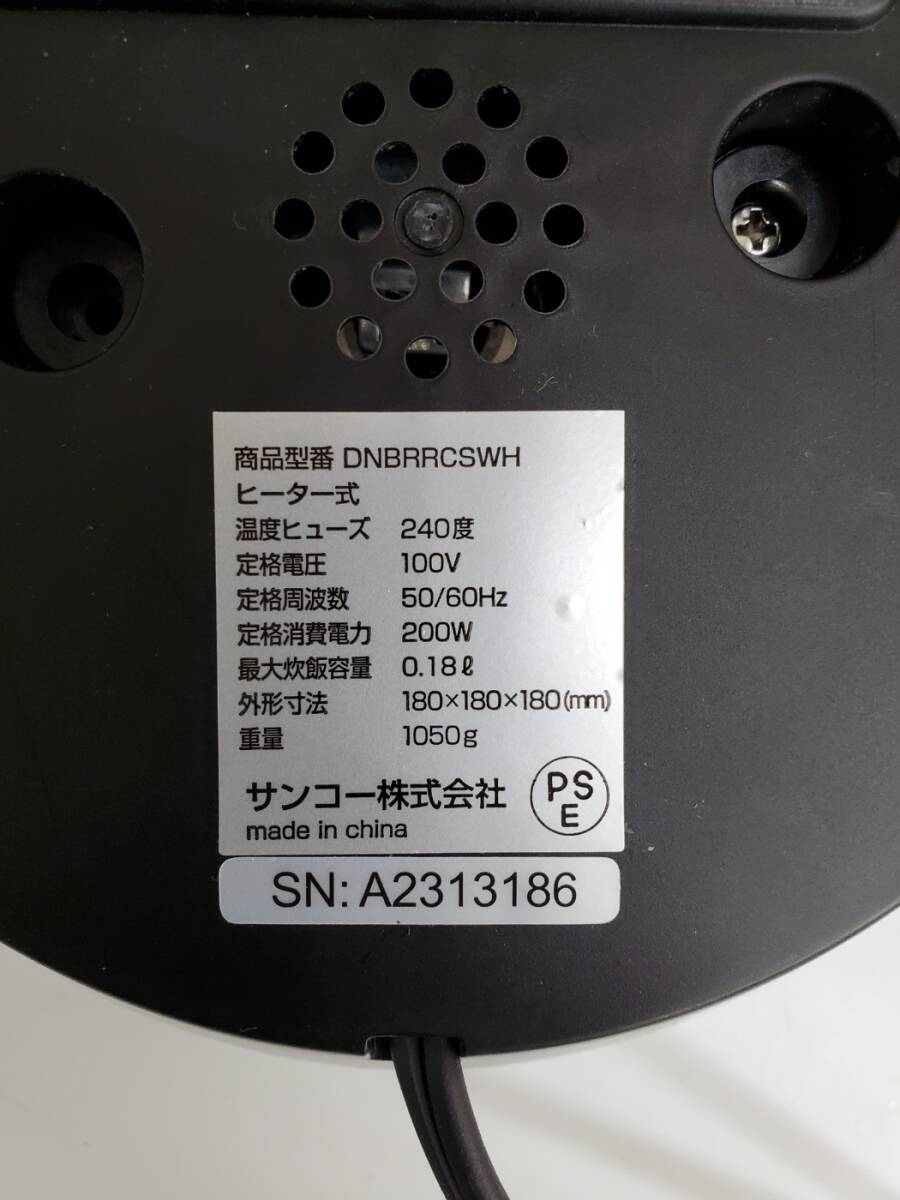 商品型番 DNBRRCSWH
ヒーター式
温度ヒューズ 240度
定格電圧 100V
定格周波数 50/60Hz
定格消費電力 200W
最大炊飯容量 0.18ℓ
外形寸法 180×180×180(mm)
重量 1050g
サンコー株式会社
PS
E
made in china
SN: A2313186